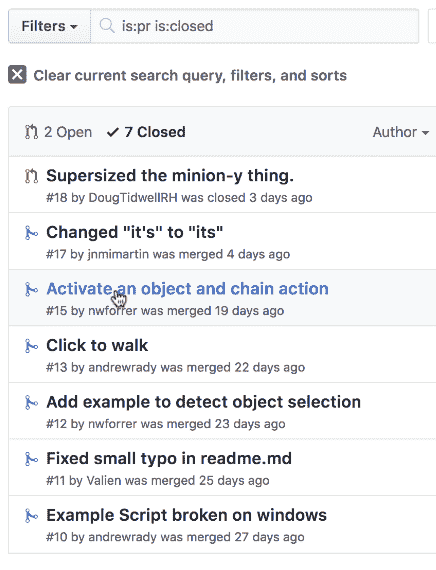 Filters
is:pr is:closed
Clear current search query, filters, and sorts
2 Open 7 Closed Author
Supersized the minion-y thing.
#18 by DougTidwellRH was closed 3 days ago
Changed "it's" to "its"
#17 by jnmimartin was merged 4 days ago
Activate an object and chain action
#15 by nwforrer was merged 19 days ago
Click to walk
#13 by andrewrady was merged 22 days ago
Add example to detect object selection
#12 by nwforrer was merged 23 days ago
Fixed small typo in readme.md
#11 by Valien was merged 25 days ago
Example Script broken on windows
#10 by andrewrady was merged 27 days ago